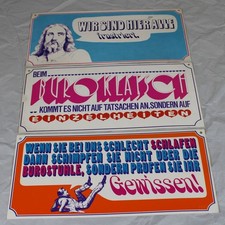 WIR SIND HIER ALLE
frustriert..
BEIM
BÜROKLATSCH
KOMMT ES NICHT AUF TATSACHEN AN, SONDERN AUF
EINZELHEITEN
WENN SIE BEI UNS SCHLECHT SCHLAFEN
DANN SCHIMPFEN SIE NICHT ÜBER DIE
BÜROSTÜHLE, SONDERN PRÜFEN SIE IHR
Gewissen!